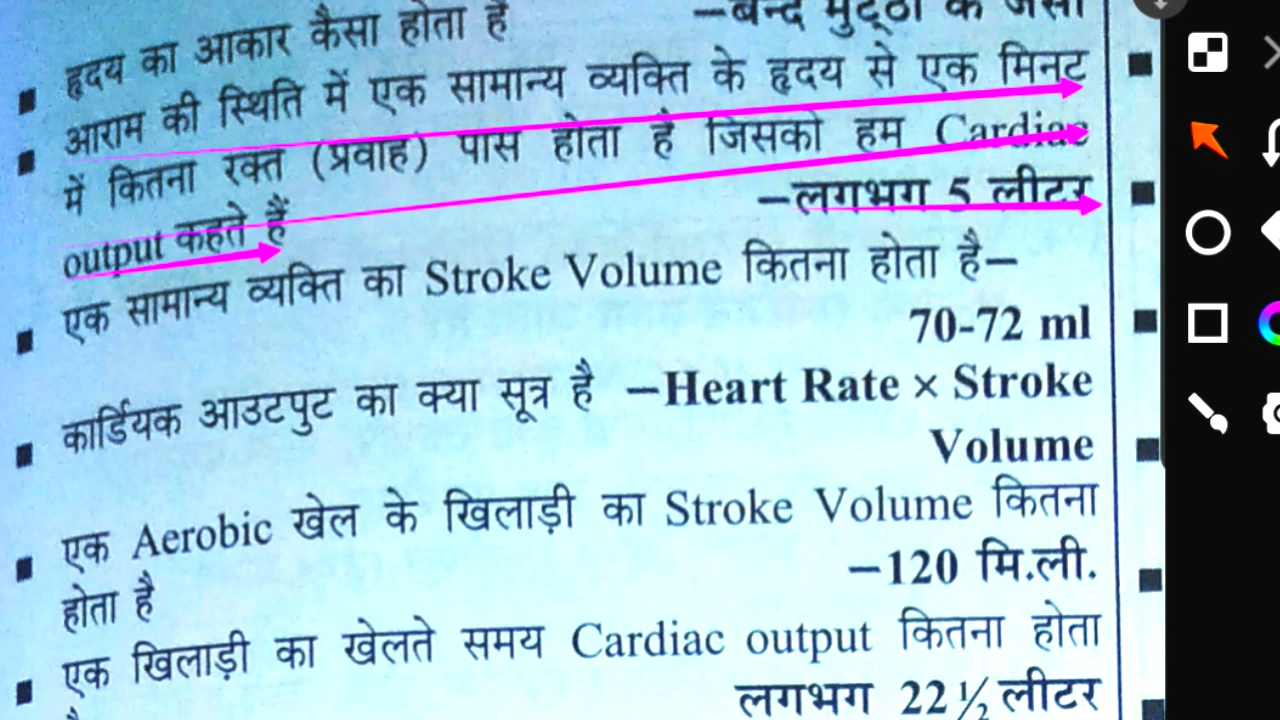 हृदय का आकार कैसा होता है –बन्द मुट्ठी के जैसा
आराम की स्थिति में एक सामान्य व्यक्ति के हृदय से एक मिनट
में कितना रक्त (प्रवाह) पास होता है जिसको हम Cardiac
output कहते हैं –लगभग 5 लीटर
एक सामान्य व्यक्ति का Stroke Volume कितना होता है–
70-72 ml
कार्डियक आउटपुट का क्या सूत्र है –Heart Rate × Stroke
Volume
एक Aerobic खेल के खिलाड़ी का Stroke Volume कितना
होता है –120 मि.ली.
एक खिलाड़ी का खेलते समय Cardiac output कितना होता
लगभग 22 ½ लीटर